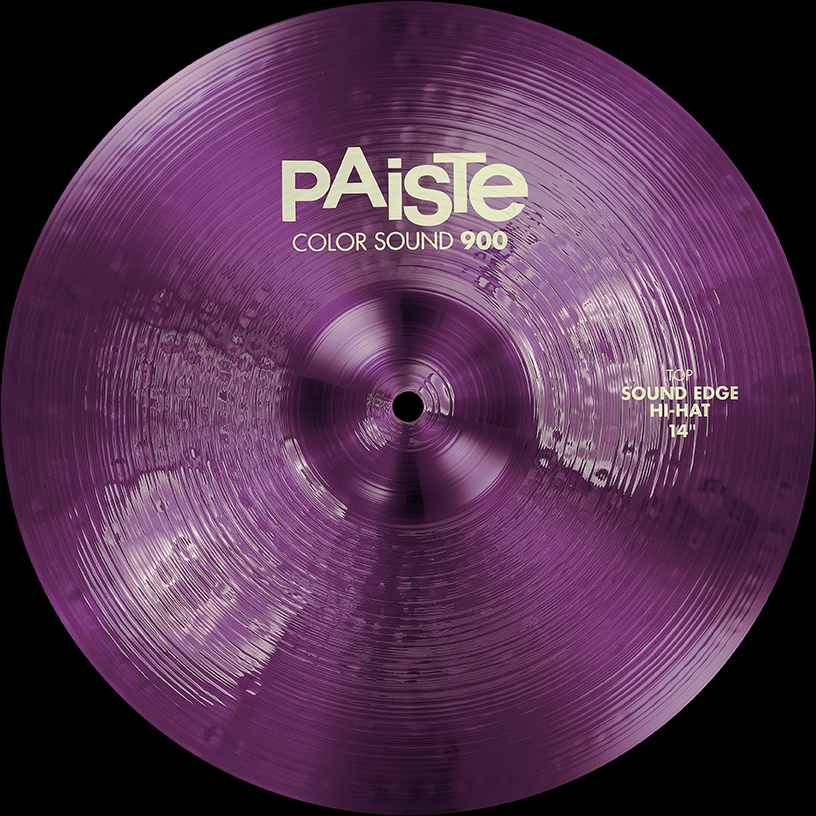 PAiSTe
COLOR SOUND 900
TOP
SOUND EDGE
HI-HAT
14"